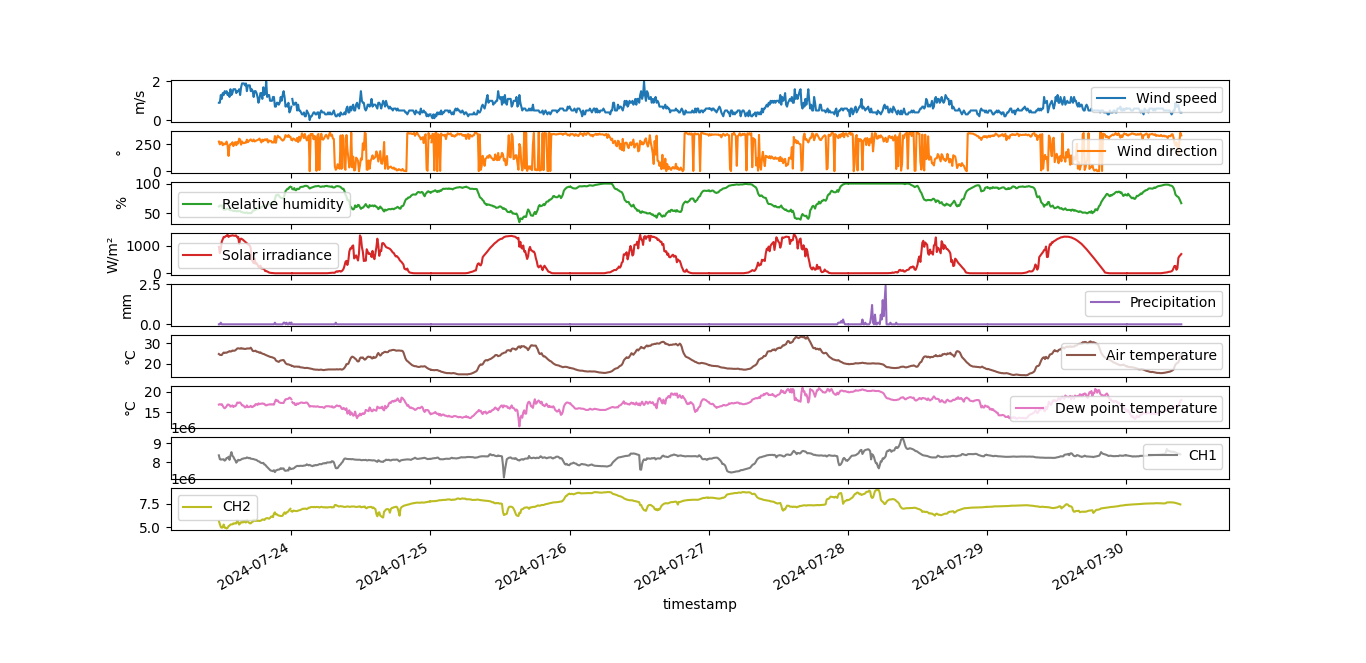 2
0
m/s
Wind speed
250
0
°
Wind direction
100
50
%
Relative humidity
1000
0
W/m²
Solar irradiance
2.5
0.0
mm
Precipitation
30
20
°C
Air temperature
20
15
°C
Dew point temperature
1e6
9
8
CH1
1e6
7.5
5.0
CH2
2024-07-24
2024-07-25
2024-07-26
2024-07-27
2024-07-28
2024-07-29
2024-07-30
timestamp